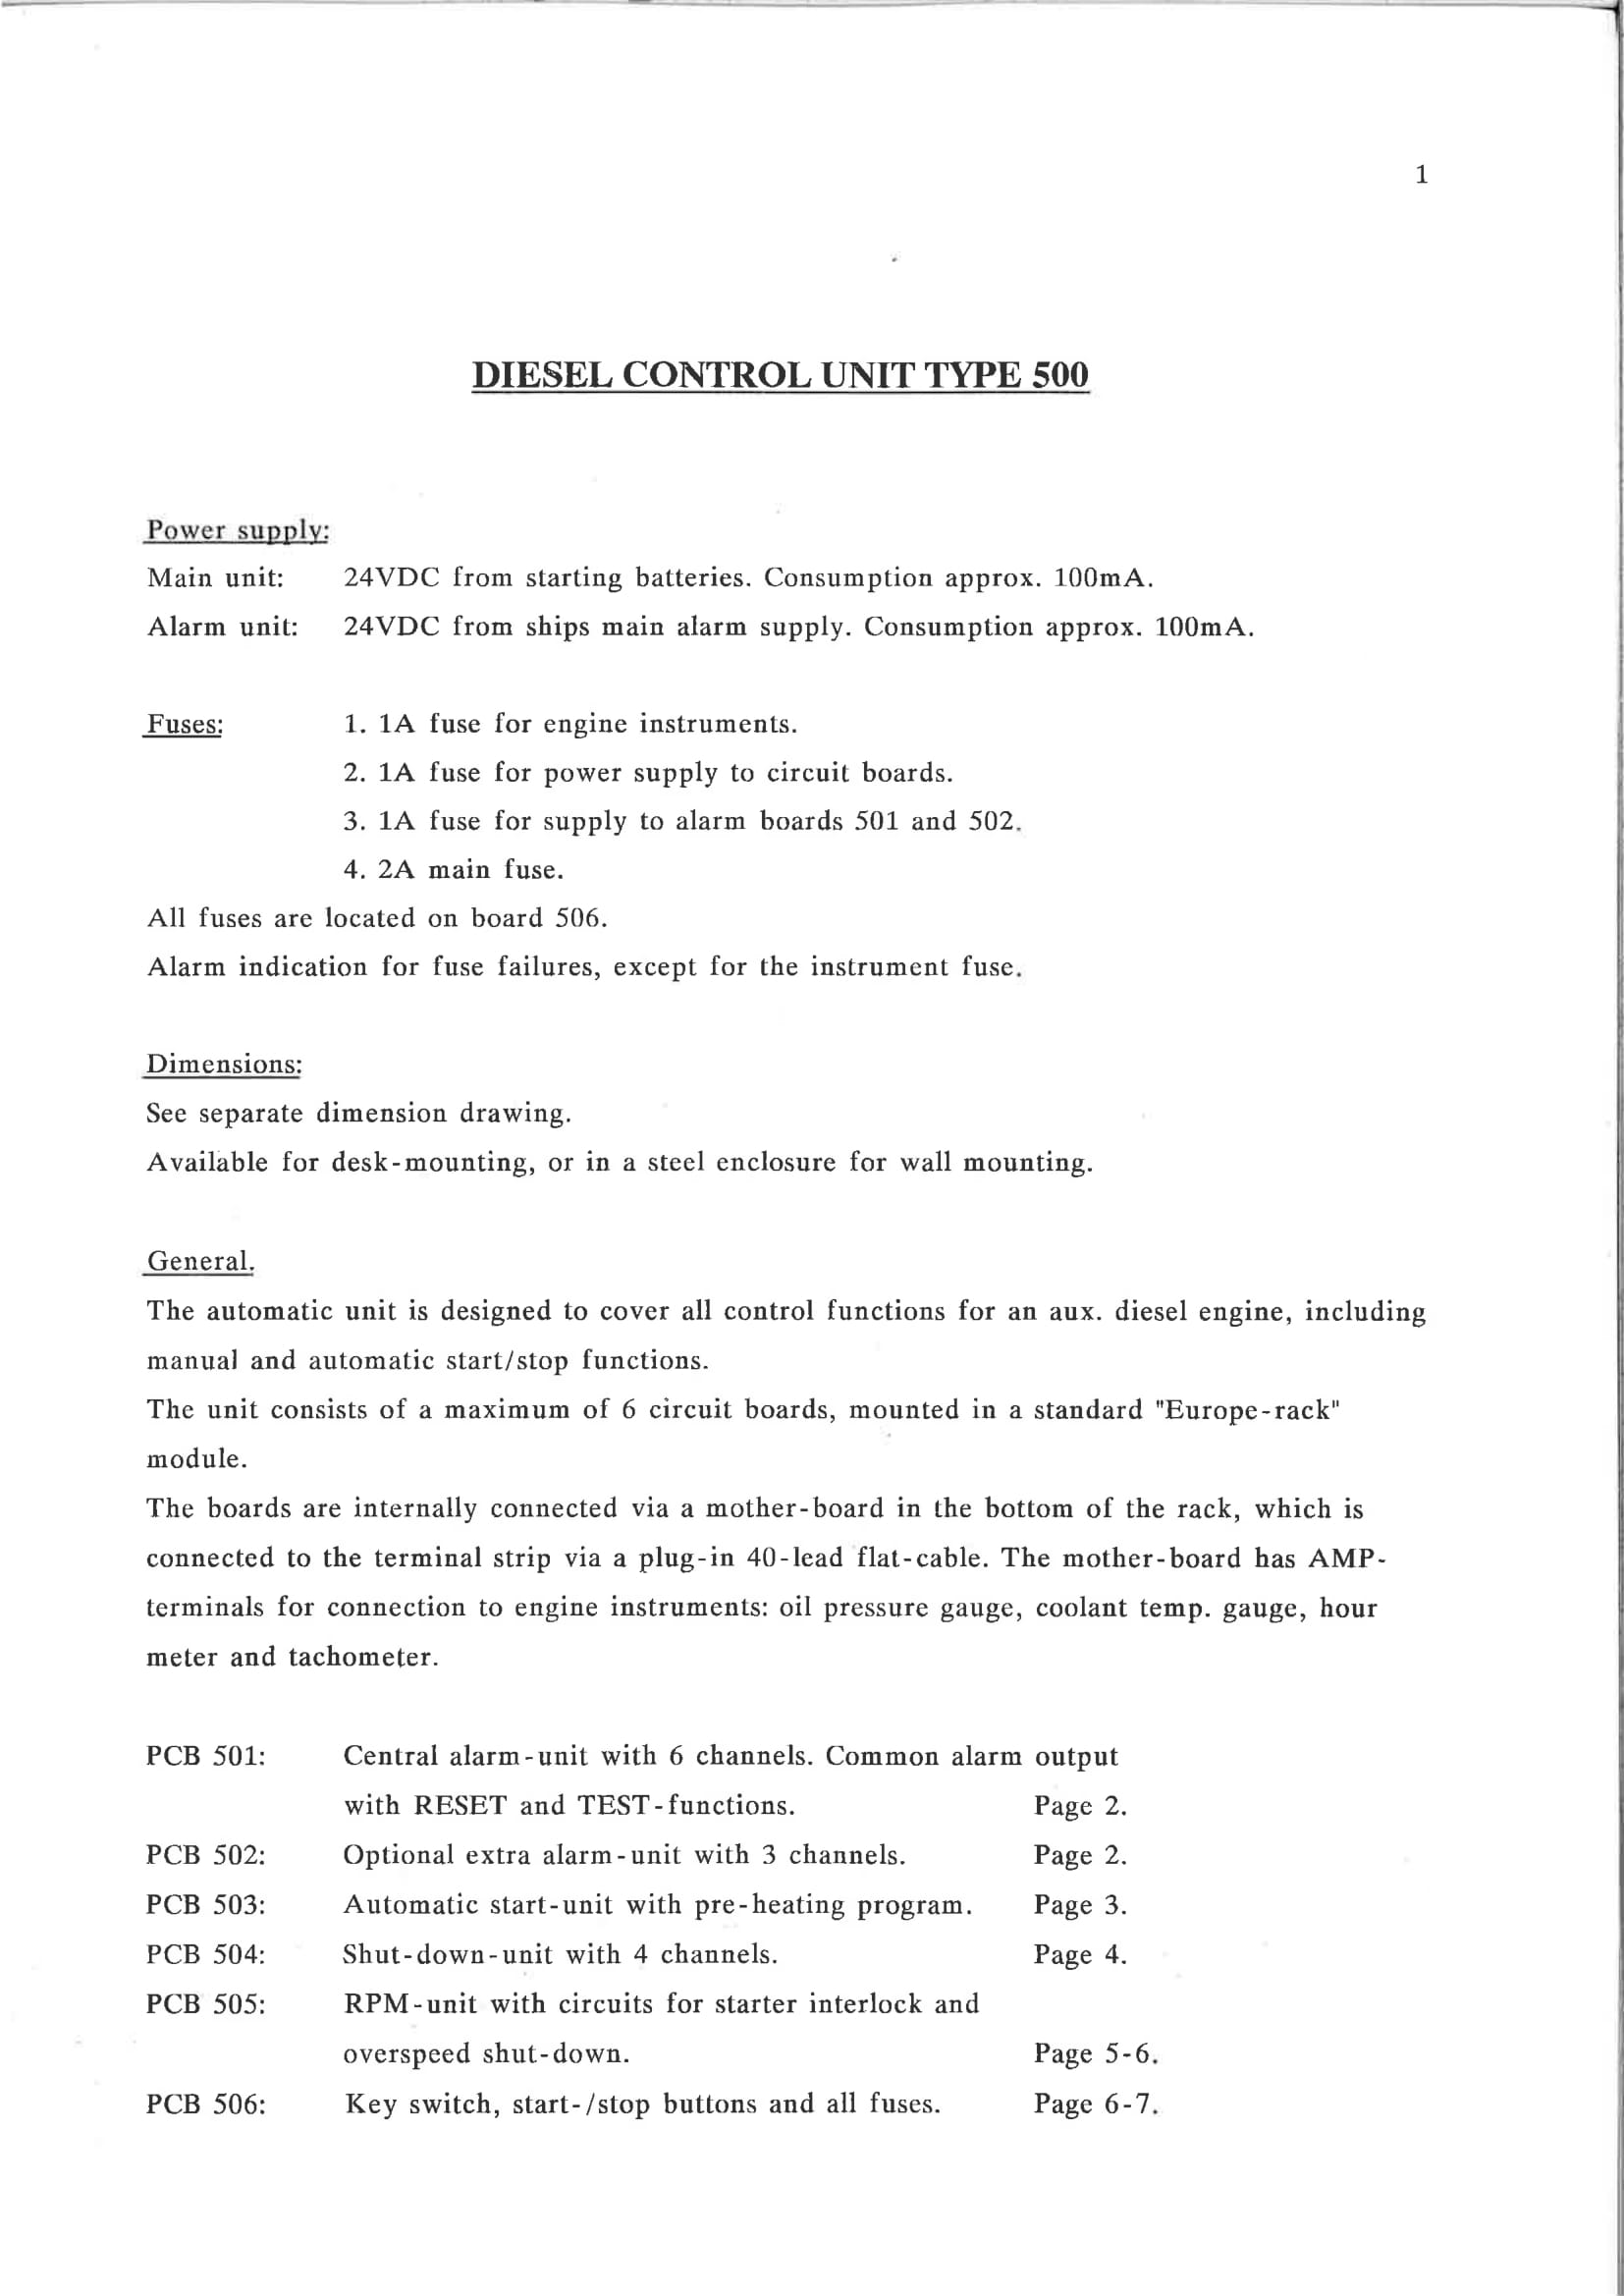 1
DIESEL CONTROL UNIT TYPE 500
Power supply:
Main unit: 24VDC from starting batteries. Consumption approx. 100mA.
Alarm unit: 24VDC from ships main alarm supply. Consumption approx. 100mA.
Fuses: 1. 1A fuse for engine instruments.
2. 1A fuse for power supply to circuit boards.
3. 1A fuse for supply to alarm boards 501 and 502.
4. 2A main fuse.
All fuses are located on board 506.
Alarm indication for fuse failures, except for the instrument fuse.
Dimensions:
See separate dimension drawing.
Available for desk-mounting, or in a steel enclosure for wall mounting.
General.
The automatic unit is designed to cover all control functions for an aux. diesel engine, including
manual and automatic start/stop functions.
The unit consists of a maximum of 6 circuit boards, mounted in a standard "Europe-rack"
module.
The boards are internally connected via a mother-board in the bottom of the rack, which is
connected to the terminal strip via a plug-in 40-lead flat-cable. The mother-board has AMP-
terminals for connection to engine instruments: oil pressure gauge, coolant temp. gauge, hour
meter and tachometer.
PCB 501: Central alarm-unit with 6 channels. Common alarm output
with RESET and TEST-functions. Page 2.
PCB 502: Optional extra alarm-unit with 3 channels. Page 2.
PCB 503: Automatic start-unit with pre-heating program. Page 3.
PCB 504: Shut-down-unit with 4 channels. Page 4.
PCB 505: RPM-unit with circuits for starter interlock and
overspeed shut-down. Page 5-6.
PCB 506: Key switch, start-/stop buttons and all fuses. Page 6-7.